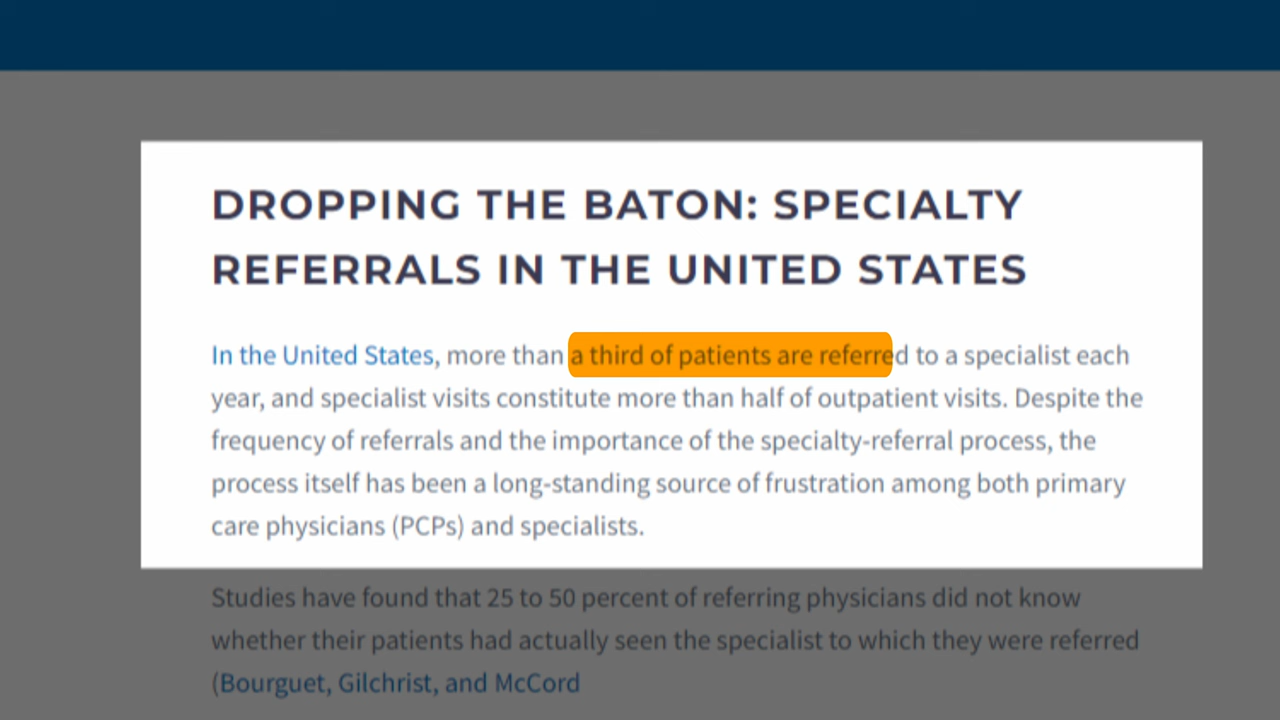 DROPPING THE BATON: SPECIALTY
REFERRALS IN THE UNITED STATES
In the United States, more than a third of patients are referred to a specialist each
year, and specialist visits constitute more than half of outpatient visits. Despite the
frequency of referrals and the importance of the specialty-referral process, the
process itself has been a long-standing source of frustration among both primary
care physicians (PCPs) and specialists.
Studies have found that 25 to 50 percent of referring physicians did not know
whether their patients had actually seen the specialist to which they were referred
(Bourguet, Gilchrist, and McCord